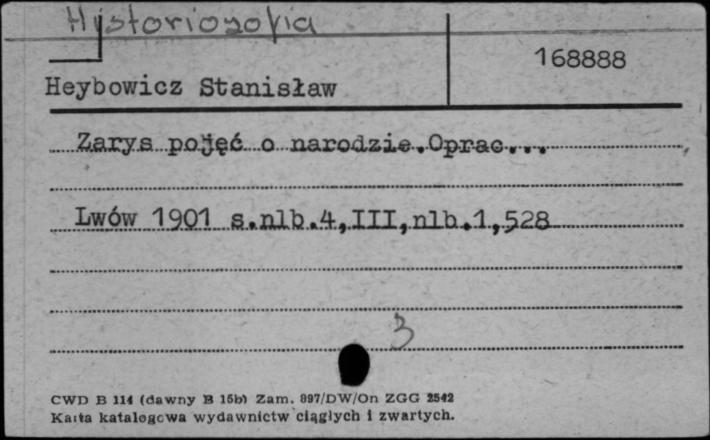 Hystoriozofia
168888
Heybowicz Stanisław
Zarys pojęć o narodzie.Oprac...
Lwów 1901 s.nlb.4,III,nlb.1,528
3
CWD B 114 (dawny B 15b) Zam. 897/DW/On ZGG 2542
Karta katalogowa wydawnictw ciągłych i zwartych.